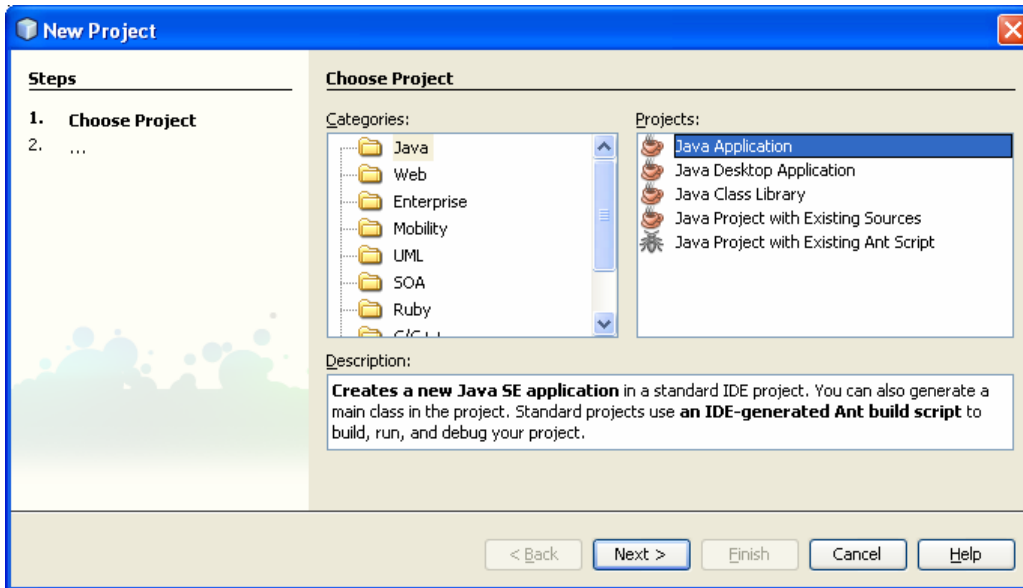 New Project
Steps
1. Choose Project
2. ...
Choose Project
Categories:
Java
Web
Enterprise
Mobility
UML
SOA
Ruby
Projects:
Java Application
Java Desktop Application
Java Class Library
Java Project with Existing Sources
Java Project with Existing Ant Script
Description:
Creates a new Java SE application in a standard IDE project. You can also generate a
main class in the project. Standard projects use an IDE-generated Ant build script to
build, run, and debug your project.
< Back
Next >
Finish
Cancel
Help